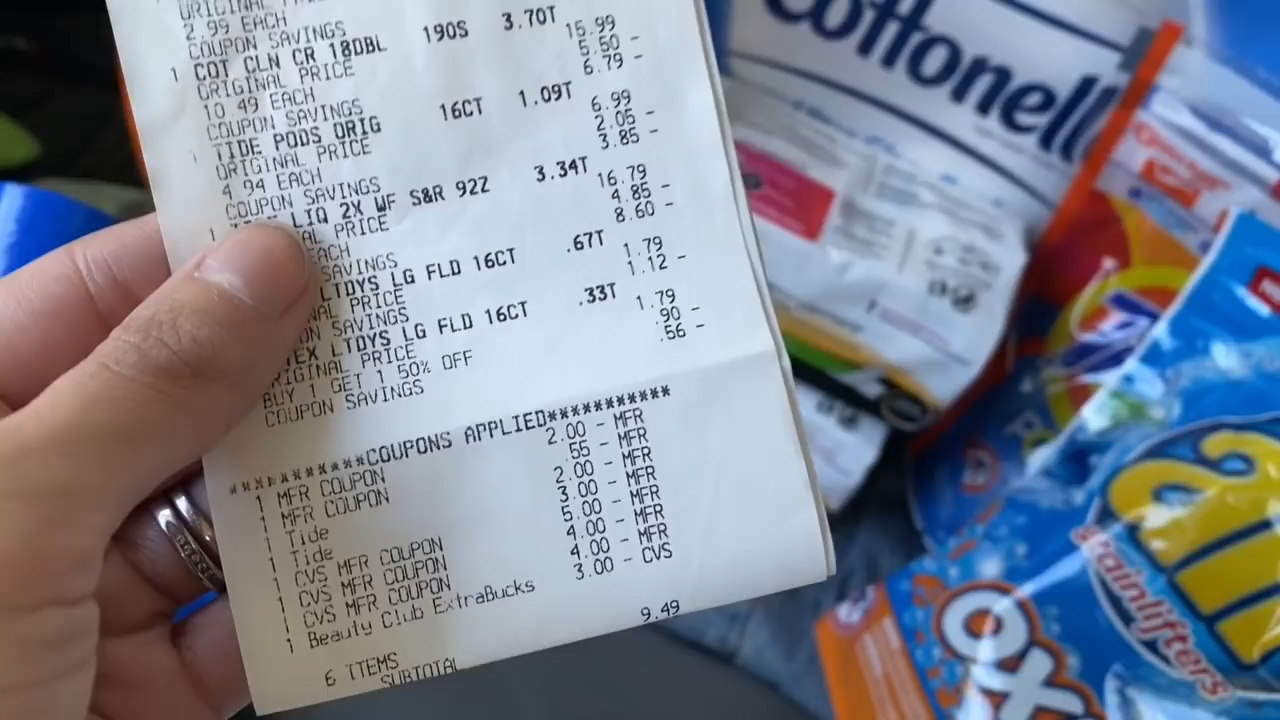 ORIGINAL
2.99 EACH
COUPON SAVINGS
1 COT CLN CR 18DBL 190S 3.70T
ORIGINAL PRICE 15.99
10.49 EACH 5.50 -
COUPON SAVINGS 6.79 -
TIDE PODS ORIG 16CT 1.09T
ORIGINAL PRICE 6.99
4.94 EACH 2.05 -
COUPON SAVINGS 3.85 -
1 LIQ 2X WF S&R 92Z 3.34T
AL PRICE 16.79
EACH 4.85 -
SAVINGS 8.60 -
LTDYS LG FLD 16CT .67T
NAL PRICE 1.79
ON SAVINGS 1.12 -
EX LTDYS LG FLD 16CT .33T
RIGINAL PRICE 1.79
BUY 1 GET 1 50% OFF .90 -
COUPON SAVINGS .56 -
***********COUPONS APPLIED***********
1 MFR COUPON 2.00 - MFR
1 MFR COUPON .55 - MFR
1 Tide 2.00 - MFR
1 Tide 3.00 - MFR
1 CVS MFR COUPON 5.00 - MFR
1 CVS MFR COUPON 4.00 - MFR
1 CVS MFR COUPON 4.00 - MFR
1 Beauty Club ExtraBucks 3.00 - CVS
6 ITEMS
SUBTOTAL 9.49
Cottonell
all
stainlifters
OXI